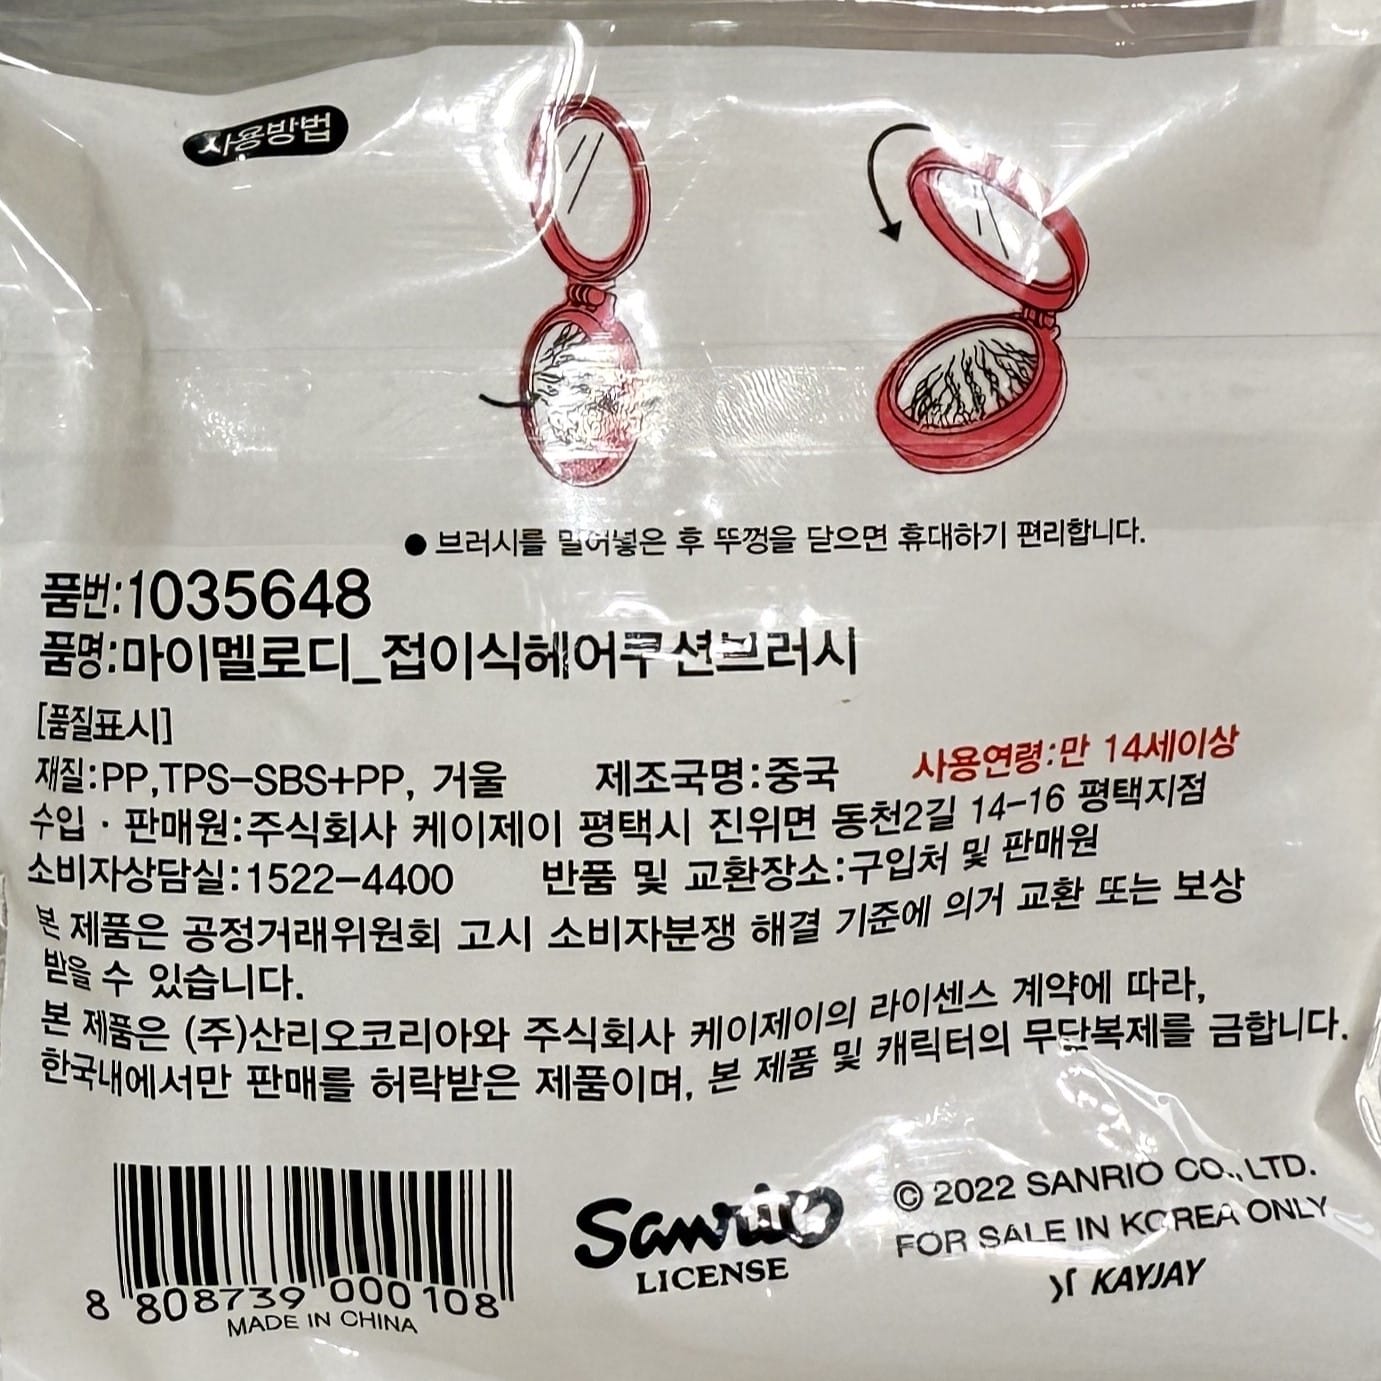 사용방법
● 브러시를 밀어넣은 후 뚜껑을 닫으면 휴대하기 편리합니다.
품번:1035648
품명:마이멜로디_접이식헤어쿠션브러시
[품질표시]
재질:PP,TPS-SBS+PP, 거울 제조국명:중국 사용연령:만 14세이상
수입 · 판매원:주식회사 케이제이 평택시 진위면 동천2길 14-16 평택지점
소비자상담실:1522-4400 반품 및 교환장소:구입처 및 판매원
본 제품은 공정거래위원회 고시 소비자분쟁 해결 기준에 의거 교환 또는 보상
받을 수 있습니다.
본 제품은 (주)산리오코리아와 주식회사 케이제이의 라이센스 계약에 따라,
한국내에서만 판매를 허락받은 제품이며, 본 제품 및 캐릭터의 무단복제를 금합니다.
8 808739 000108
MADE IN CHINA
Sanrio
LICENSE
© 2022 SANRIO CO., LTD.
FOR SALE IN KOREA ONLY
KAYJAY